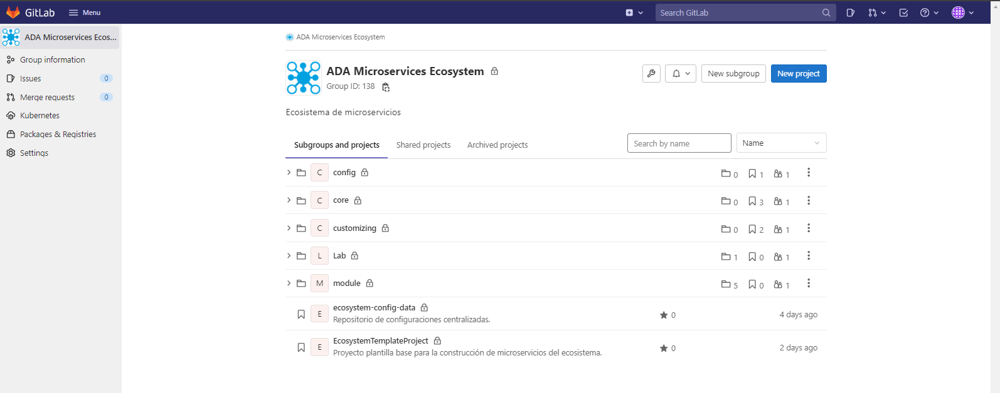 GitLab Menu Search GitLab
ADA Microservices Ecos...
Group information
Issues 0
Merge requests 0
Kubernetes
Packages & Registries
Settings
ADA Microservices Ecosystem
ADA Microservices Ecosystem
Group ID: 138
New subgroup New project
Ecosistema de microservicios
Subgroups and projects Shared projects Archived projects Search by name Name
C config 0 1 1
C core 0 3 1
C customizing 0 2 1
L Lab 1 0 1
M module 5 0 1
E ecosystem-config-data 0 4 days ago
Repositorio de configuraciones centralizadas.
E EcosystemTemplateProject 0 2 days ago
Proyecto plantilla base para la construcción de microservicios del ecosistema.